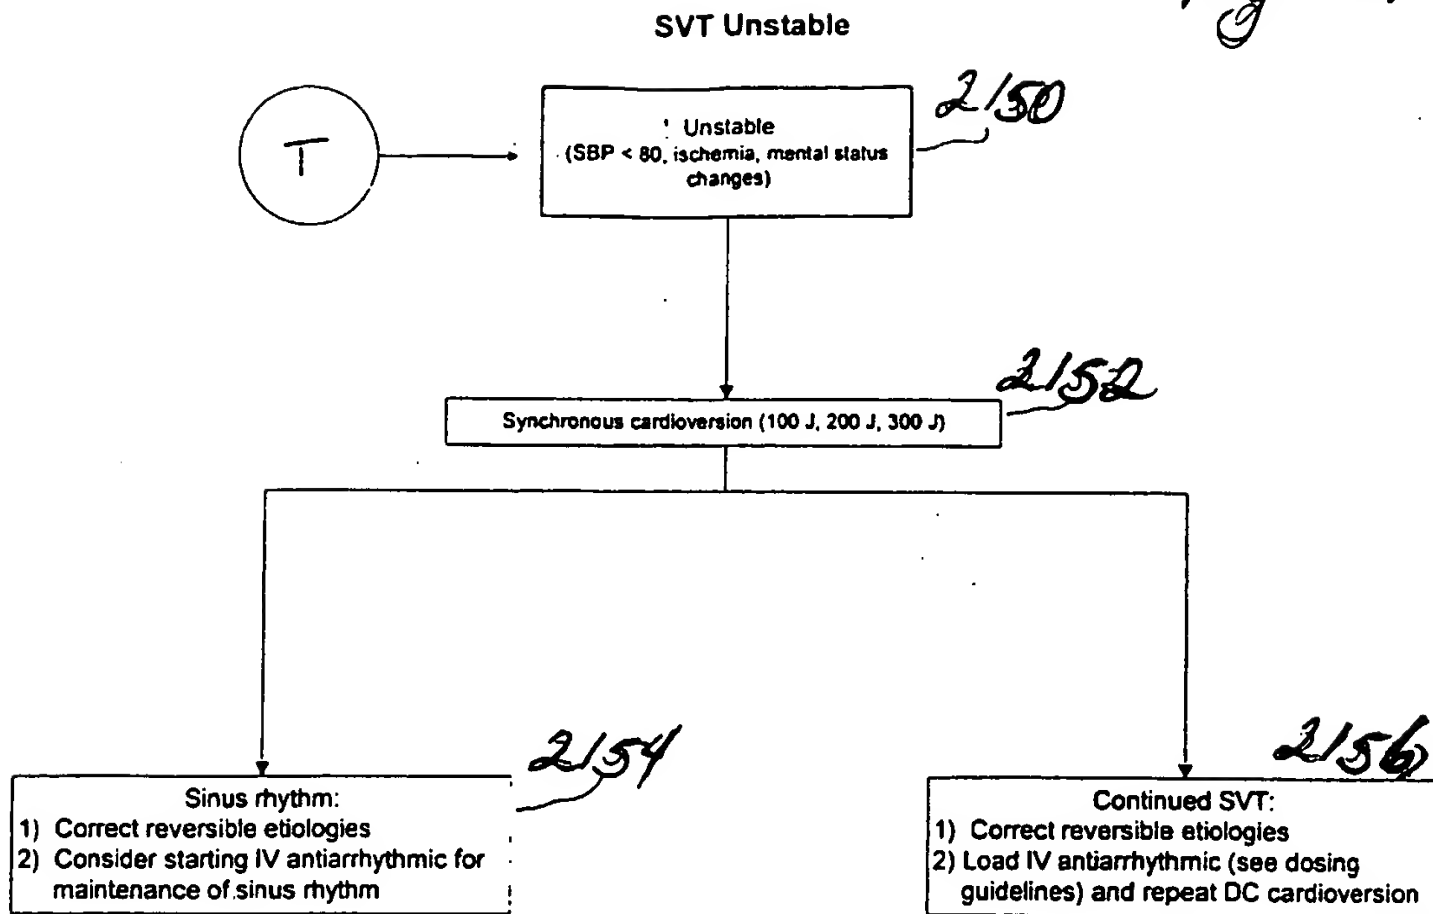 SVT Unstable
2150
T
Unstable
(SBP < 80, ischemia, mental status
changes)
2152
Synchronous cardioversion (100 J, 200 J, 300 J)
2154
2156
Sinus rhythm:
1) Correct reversible etiologies
2) Consider starting IV antiarrhythmic for
maintenance of sinus rhythm
Continued SVT:
1) Correct reversible etiologies
2) Load IV antiarrhythmic (see dosing
guidelines) and repeat DC cardioversion